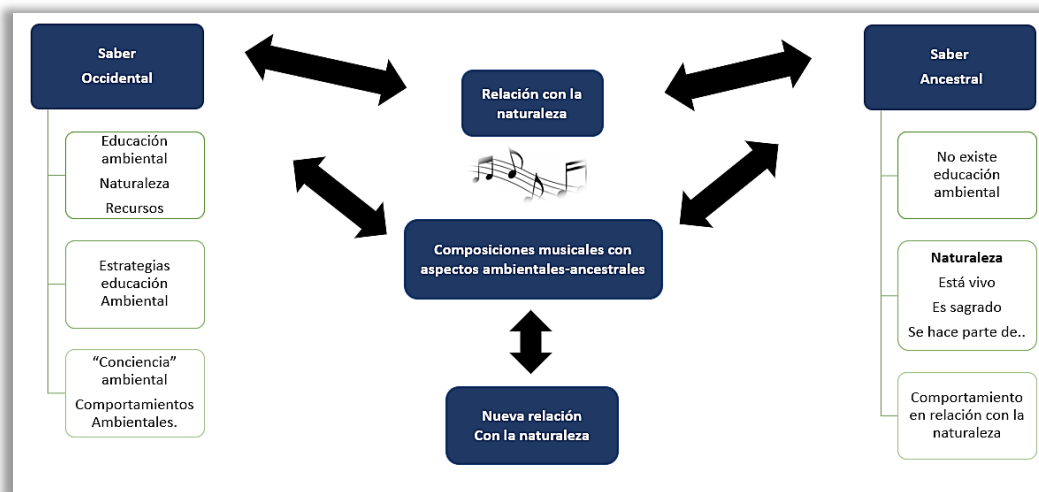 Saber
Occidental
Educación
ambiental
Naturaleza
Recursos
Estrategias
educación
Ambiental
“Conciencia”
ambiental
Comportamientos
Ambientales.
Relación con la
naturaleza
Composiciones musicales con
aspectos ambientales-ancestrales
Nueva relación
Con la naturaleza
Saber
Ancestral
No existe
educación
ambiental
Naturaleza
Está vivo
Es sagrado
Se hace parte de..
Comportamiento
en relación con la
naturaleza